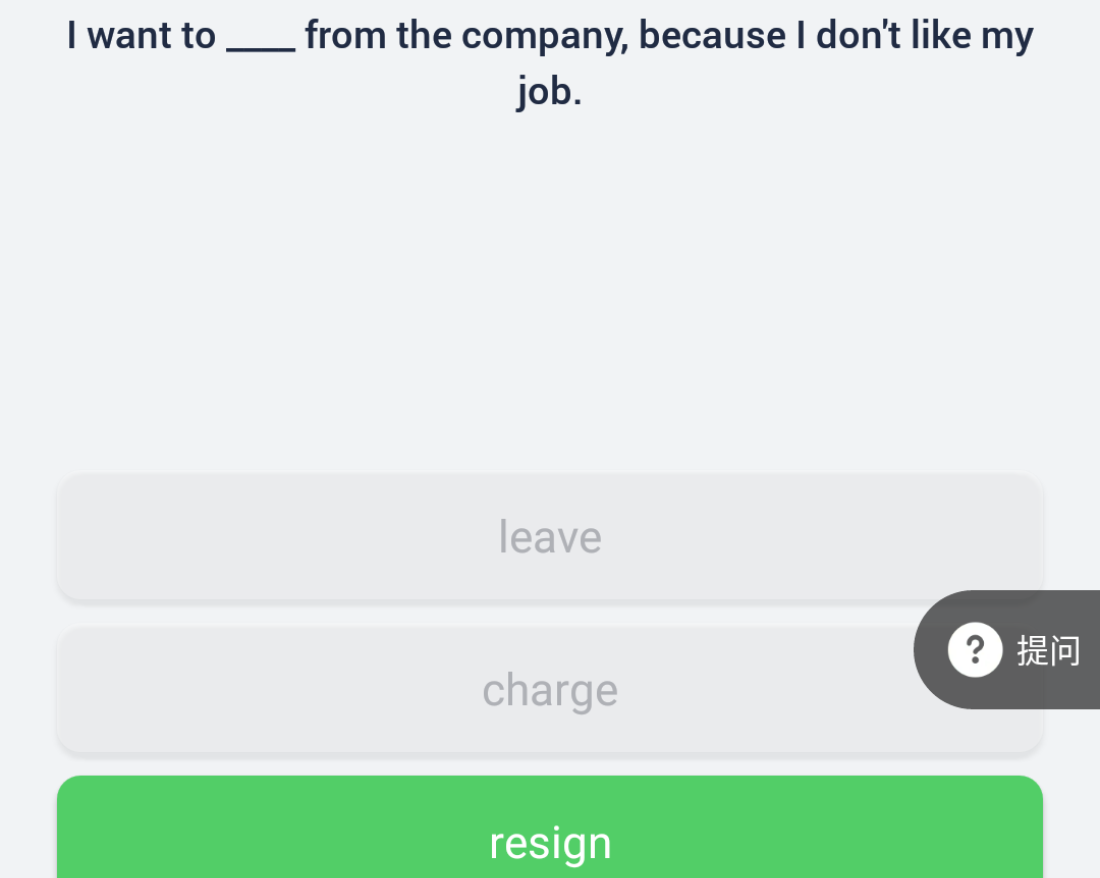 I want to ____ from the company, because I don't like my
job.
leave
charge
? 提问
resign